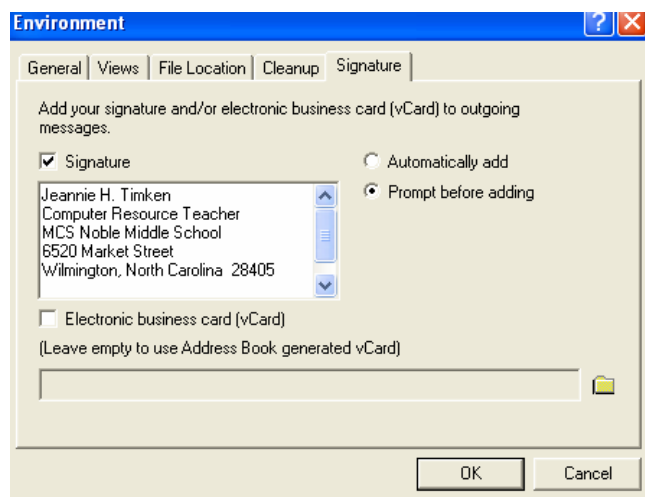 Environment
General Views File Location Cleanup Signature
Add your signature and/or electronic business card (vCard) to outgoing
messages.
Signature
Automatically add
Prompt before adding
Jeannie H. Timken
Computer Resource Teacher
MCS Noble Middle School
6520 Market Street
Wilmington, North Carolina 28405
Electronic business card (vCard)
(Leave empty to use Address Book generated vCard)
OK Cancel